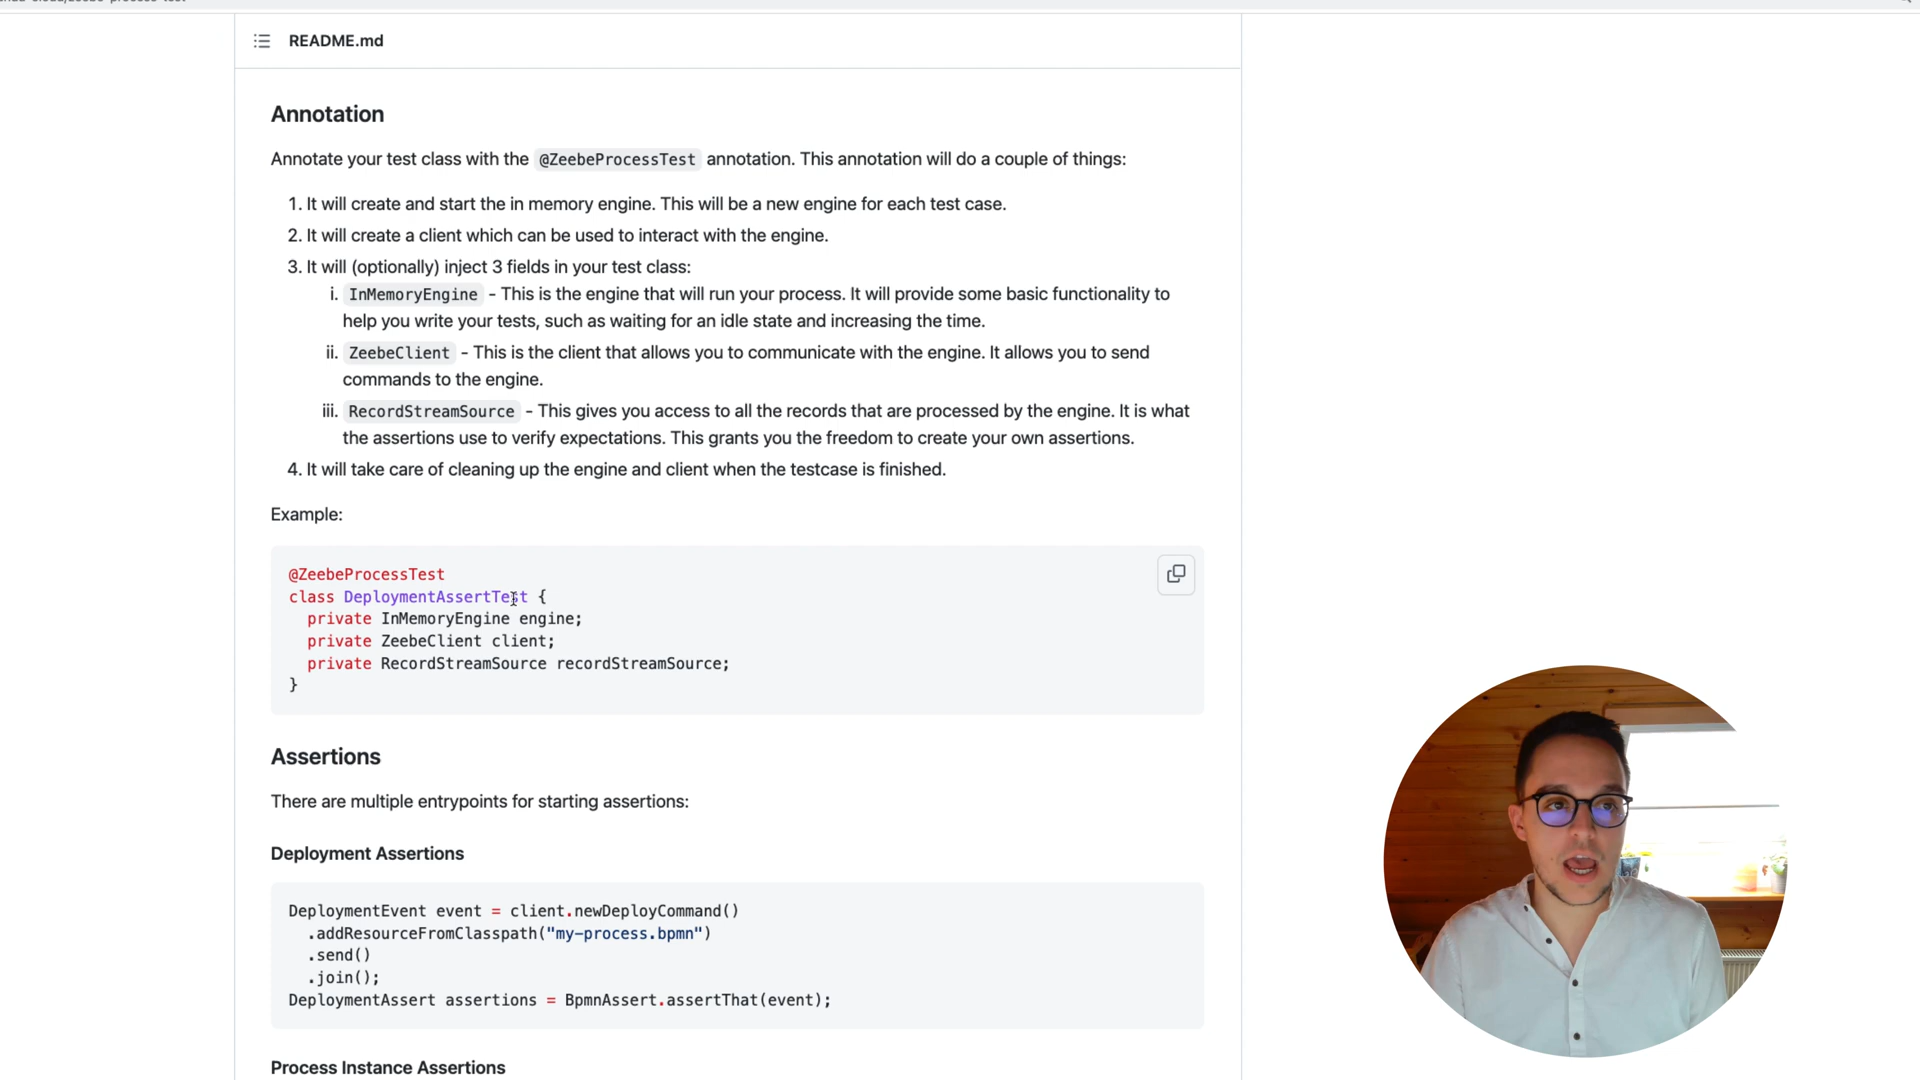 README.md
Annotation
Annotate your test class with the @ZeebeProcessTest annotation. This annotation will do a couple of things:
1. It will create and start the in memory engine. This will be a new engine for each test case.
2. It will create a client which can be used to interact with the engine.
3. It will (optionally) inject 3 fields in your test class:
i. InMemoryEngine - This is the engine that will run your process. It will provide some basic functionality to
help you write your tests, such as waiting for an idle state and increasing the time.
ii. ZeebeClient - This is the client that allows you to communicate with the engine. It allows you to send
commands to the engine.
iii. RecordStreamSource - This gives you access to all the records that are processed by the engine. It is what
the assertions use to verify expectations. This grants you the freedom to create your own assertions.
4. It will take care of cleaning up the engine and client when the testcase is finished.
Example:
@ZeebeProcessTest
class DeploymentAssertTest {
private InMemoryEngine engine;
private ZeebeClient client;
private RecordStreamSource recordStreamSource;
}
Assertions
There are multiple entrypoints for starting assertions:
Deployment Assertions
DeploymentEvent event = client.newDeployCommand()
.addResourceFromClasspath("my-process.bpmn")
.send()
.join();
DeploymentAssert assertions = BpmnAssert.assertThat(event);
Process Instance Assertions